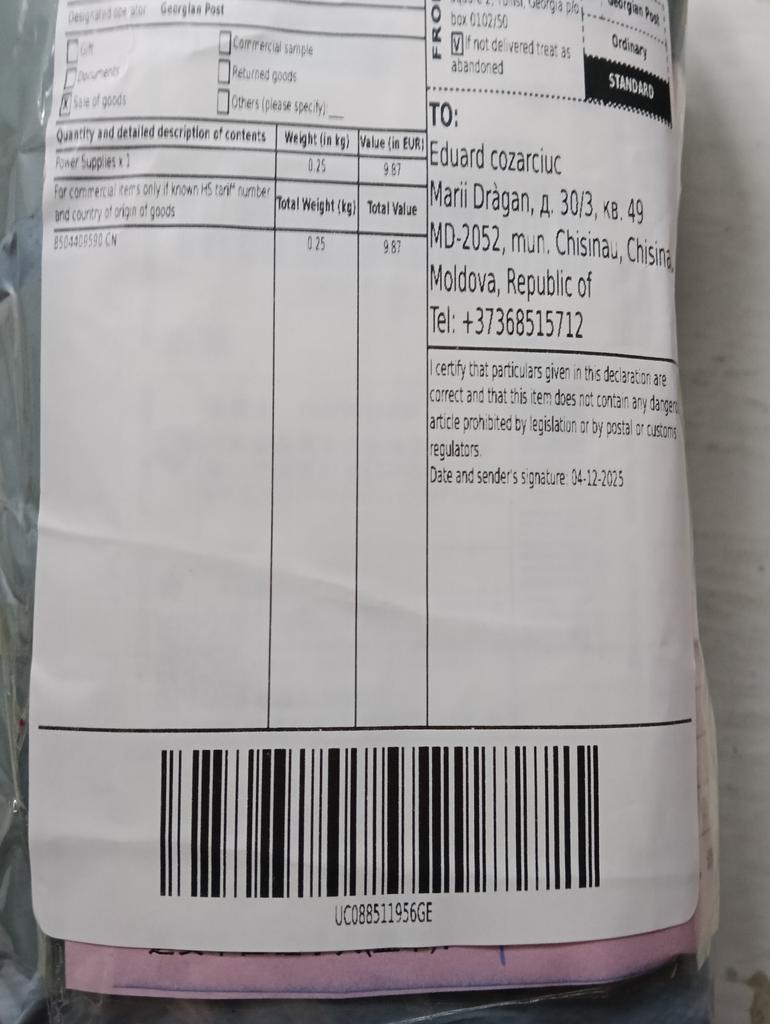 Designated operator Georgian Post
Gift
Commercial sample
Documents
Returned goods
X Sale of goods
Others (please specify):__
Quantity and detailed description of contents
Weight (in kg)
Value (in EUR)
Power Supplies x 1
0.25
9.87
For commercial items only if known HS tariff number
and country of origin of goods
Total Weight (kg)
Total Value
8504409590 CN
0.25
9.87
FRO
Georgia p/o
box 0102/50
V If not delivered treat as
abandoned
Georgian Post
Ordinary
STANDARD
TO:
Eduard cozarciuc
Marii Dràgan, д. 30/3, кв. 49
MD-2052, mun. Chisinau, Chisina,
Moldova, Republic of
Tel: +37368515712
I certify that particulars given in this declaration are
correct and that this item does not contain any dangero
article prohibited by legislation or by postal or customs
regulators.
Date and sender's signature: 04-12-2025
UC088511956GE